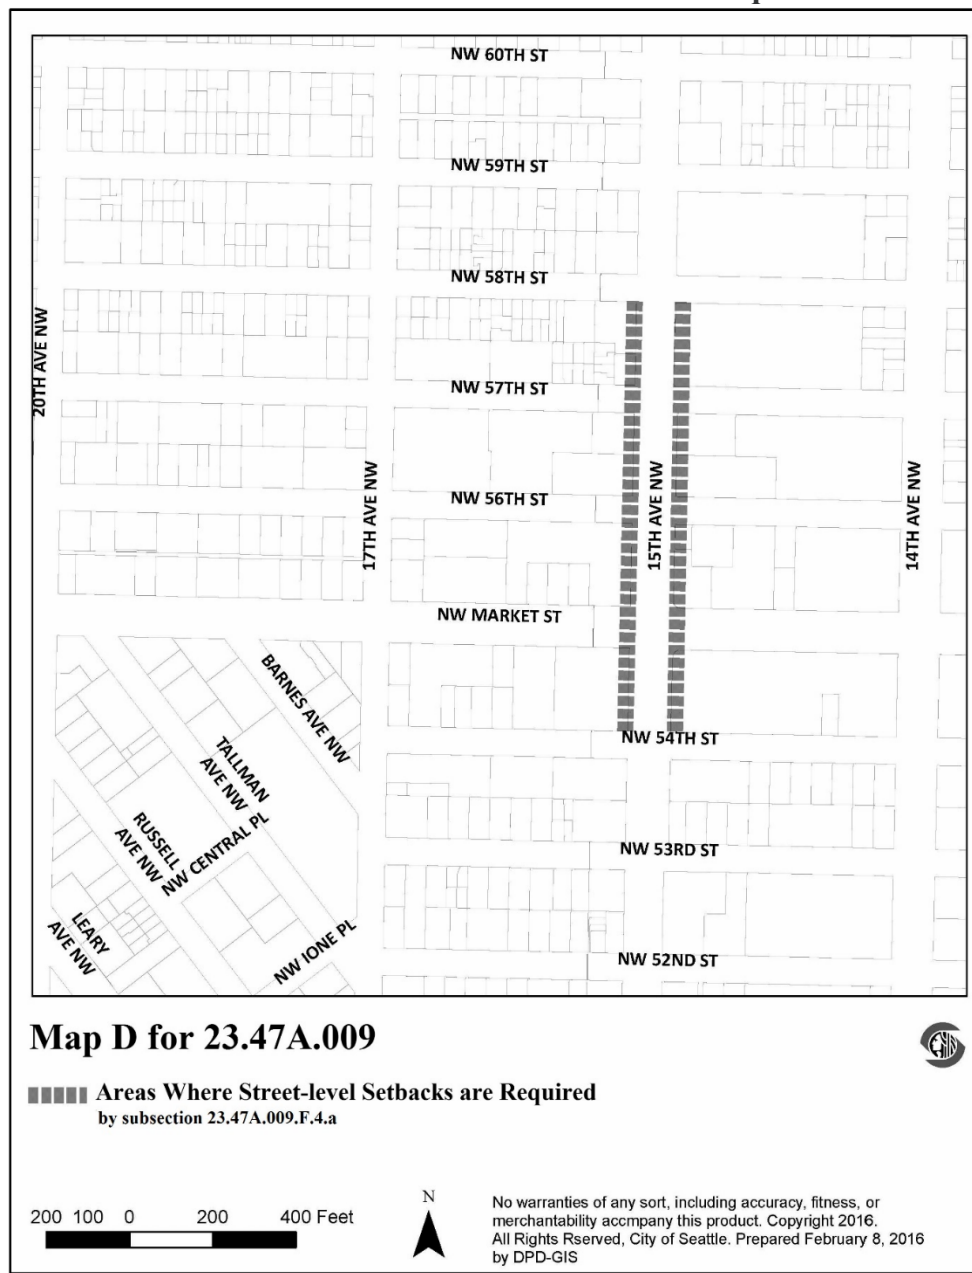 NW 60TH ST
NW 59TH ST
NW 58TH ST
20TH AVE NW
NW 57TH ST
17TH AVE NW
NW 56TH ST
15TH AVE NW
14TH AVE NW
NW MARKET ST
BARNES AVE NW
TALLMAN
AVE NW
NW 54TH ST
RUSSELL
AVE NW
NW CENTRAL PL
NW 53RD ST
LEARY
AVE NW
NW IONE PL
NW 52ND ST
Map D for 23.47A.009
Areas Where Street-level Setbacks are Required
by subsection 23.47A.009.F.4.a
200 100 0 200 400 Feet
N
No warranties of any sort, including accuracy, fitness, or
merchantability accmpany this product. Copyright 2016.
All Rights Rserved, City of Seattle. Prepared February 8, 2016
by DPD-GIS